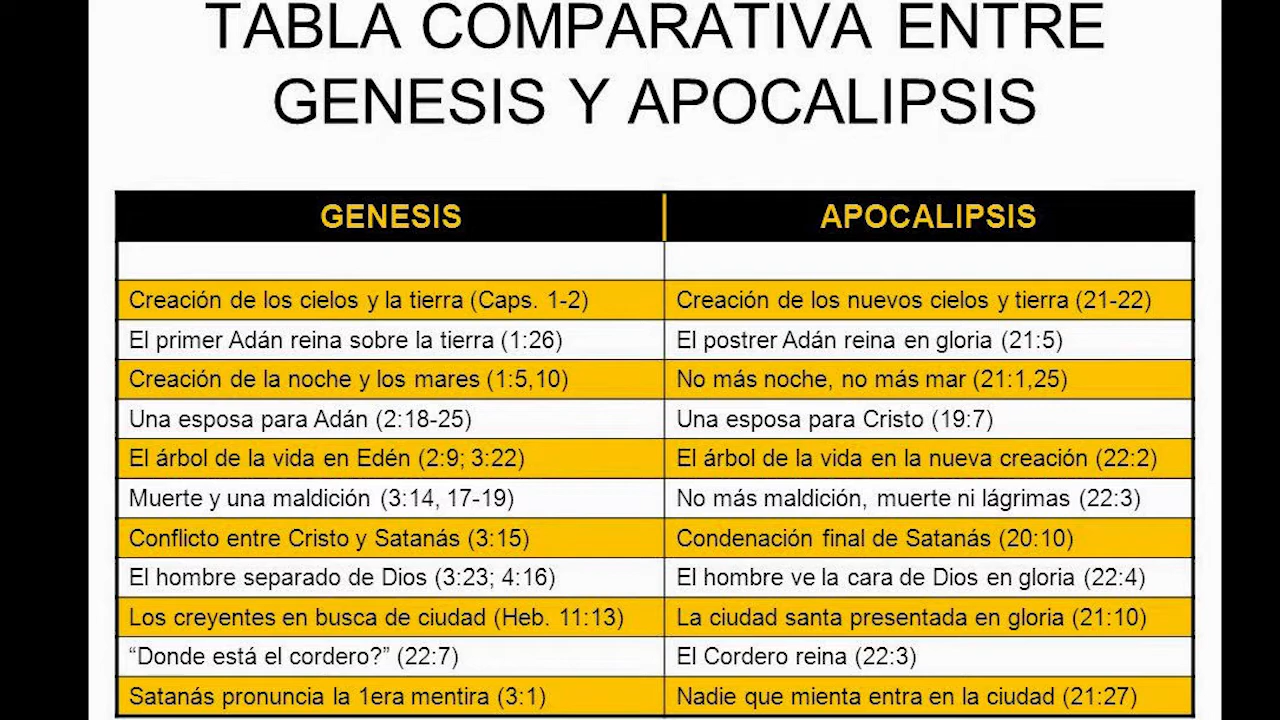 TABLA COMPARATIVA ENTRE
GENESIS Y APOCALIPSIS
GENESIS APOCALIPSIS
Creación de los cielos y la tierra (Caps. 1-2) Creación de los nuevos cielos y tierra (21-22)
El primer Adán reina sobre la tierra (1:26) El postrer Adán reina en gloria (21:5)
Creación de la noche y los mares (1:5,10) No más noche, no más mar (21:1,25)
Una esposa para Adán (2:18-25) Una esposa para Cristo (19:7)
El árbol de la vida en Edén (2:9; 3:22) El árbol de la vida en la nueva creación (22:2)
Muerte y una maldición (3:14, 17-19) No más maldición, muerte ni lágrimas (22:3)
Conflicto entre Cristo y Satanás (3:15) Condenación final de Satanás (20:10)
El hombre separado de Dios (3:23; 4:16) El hombre ve la cara de Dios en gloria (22:4)
Los creyentes en busca de ciudad (Heb. 11:13) La ciudad santa presentada en gloria (21:10)
“Donde está el cordero?” (22:7) El Cordero reina (22:3)
Satanás pronuncia la 1era mentira (3:1) Nadie que mienta entra en la ciudad (21:27)